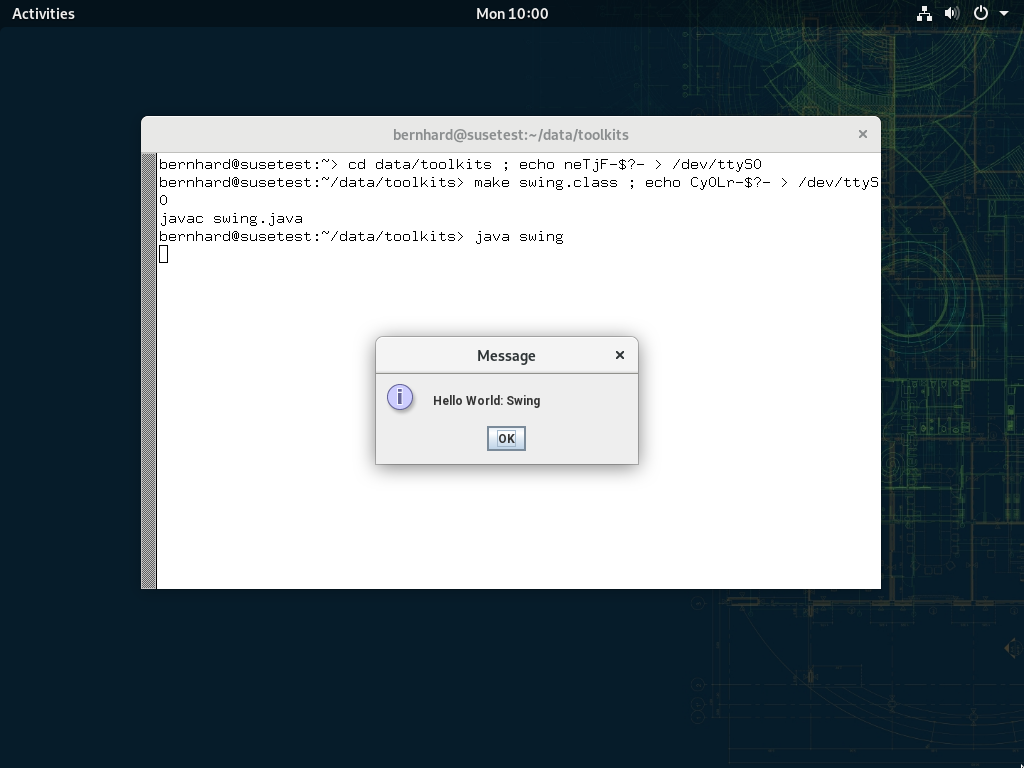 Activities
Mon 10:00
bernhard@susetest:~/data/toolkits
bernhard@susetest:~> cd data/toolkits ; echo neTjF-$?- > /dev/ttyS0
bernhard@susetest:~/data/toolkits> make swing.class ; echo CyOLr-$?- > /dev/ttyS
0
javac swing.java
bernhard@susetest:~/data/toolkits> java swing
Message
Hello World: Swing
OK